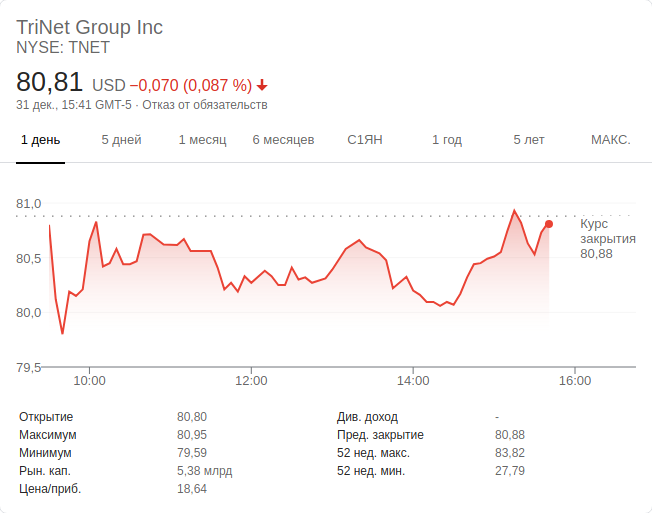 TriNet Group Inc
NYSE: TNET
80,81 USD −0,070 (0,087 %)
31 дек., 15:41 GMT-5 · Отказ от обязательств
1 день 5 дней 1 месяц 6 месяцев С1ЯН 1 год 5 лет МАКС.
81,0
80,5
80,0
79,5
Курс
закрытия
80,88
10:00 12:00 14:00 16:00
Открытие 80,80 Див. доход -
Максимум 80,95 Пред. закрытие 80,88
Минимум 79,59 52 нед. макс. 83,82
Рын. кап. 5,38 млрд 52 нед. мин. 27,79
Цена/приб. 18,64